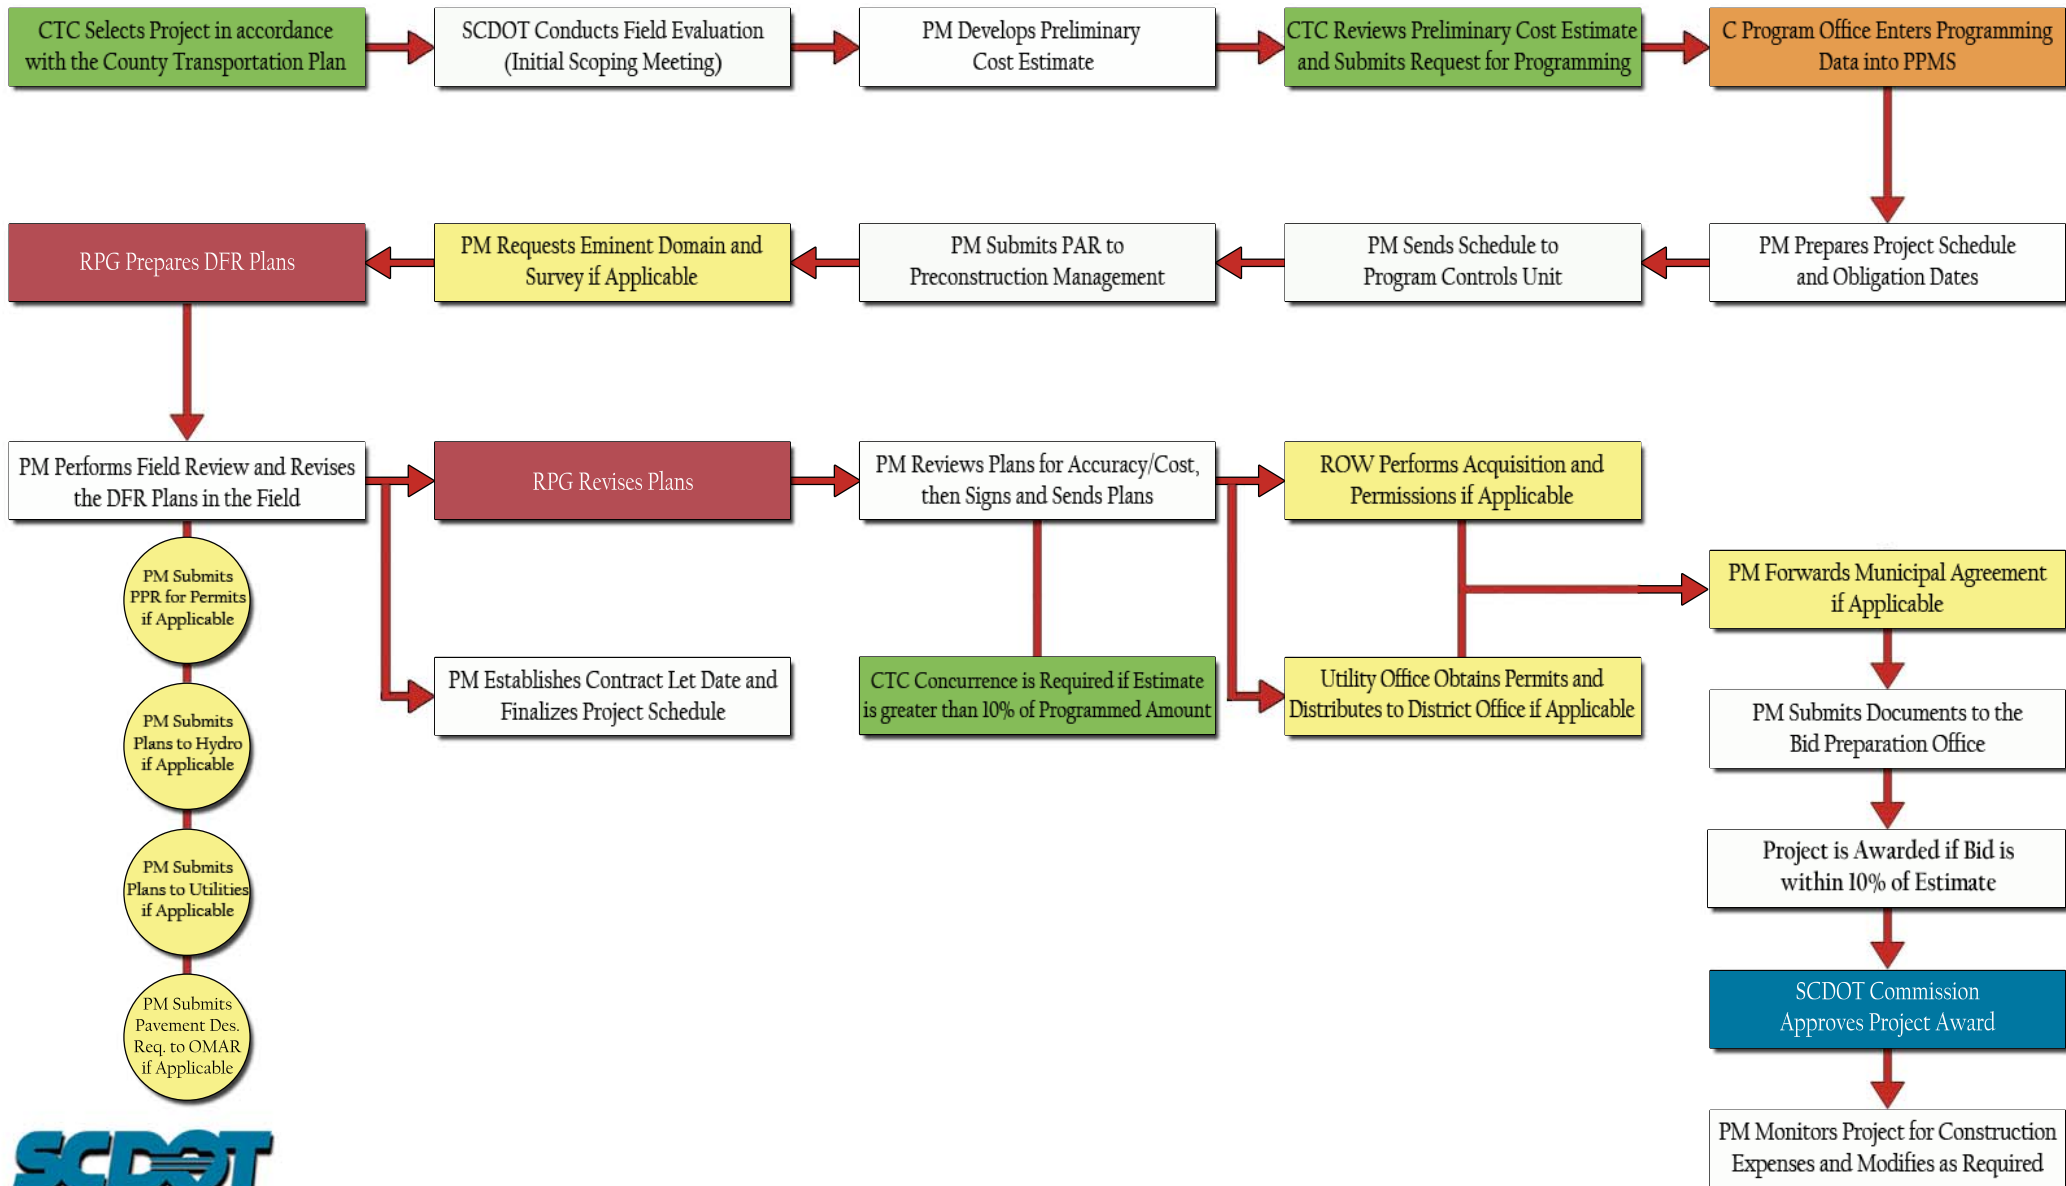 CTC Selects Project in accordance
with the County Transportation Plan
SCDOT Conducts Field Evaluation
(Initial Scoping Meeting)
PM Develops Preliminary
Cost Estimate
CTC Reviews Preliminary Cost Estimate
and Submits Request for Programming
C Program Office Enters Programming
Data into PPMS
RPG Prepares DFR Plans
PM Requests Eminent Domain and
Survey if Applicable
PM Submits PAR to
Preconstruction Management
PM Sends Schedule to
Program Controls Unit
PM Prepares Project Schedule
and Obligation Dates
PM Performs Field Review and Revises
the DFR Plans in the Field
RPG Revises Plans
PM Reviews Plans for Accuracy/Cost,
then Signs and Sends Plans
ROW Performs Acquisition and
Permissions if Applicable
PM Submits
PPR for Permits
if Applicable
PM Forwards Municipal Agreement
if Applicable
PM Establishes Contract Let Date and
Finalizes Project Schedule
CTC Concurrence is Required if Estimate
is greater than 10% of Programmed Amount
Utility Office Obtains Permits and
Distributes to District Office if Applicable
PM Submits
Plans to Hydro
if Applicable
PM Submits Documents to the
Bid Preparation Office
PM Submits
Plans to Utilities
if Applicable
Project is Awarded if Bid is
within 10% of Estimate
PM Submits
Pavement Des.
Req. to OMAR
if Applicable
SCDOT Commission
Approves Project Award
PM Monitors Project for Construction
Expenses and Modifies as Required
SCDOT